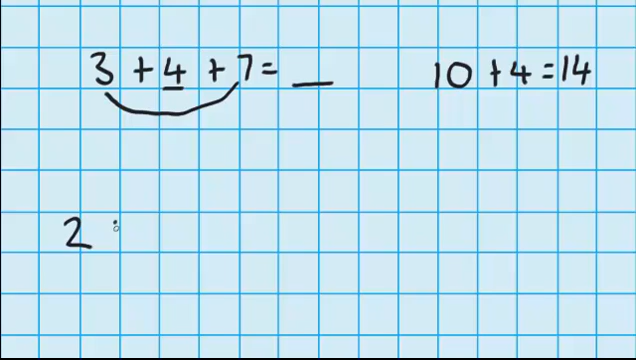 3 + 4 + 7 = __ 10 + 4 = 14
2